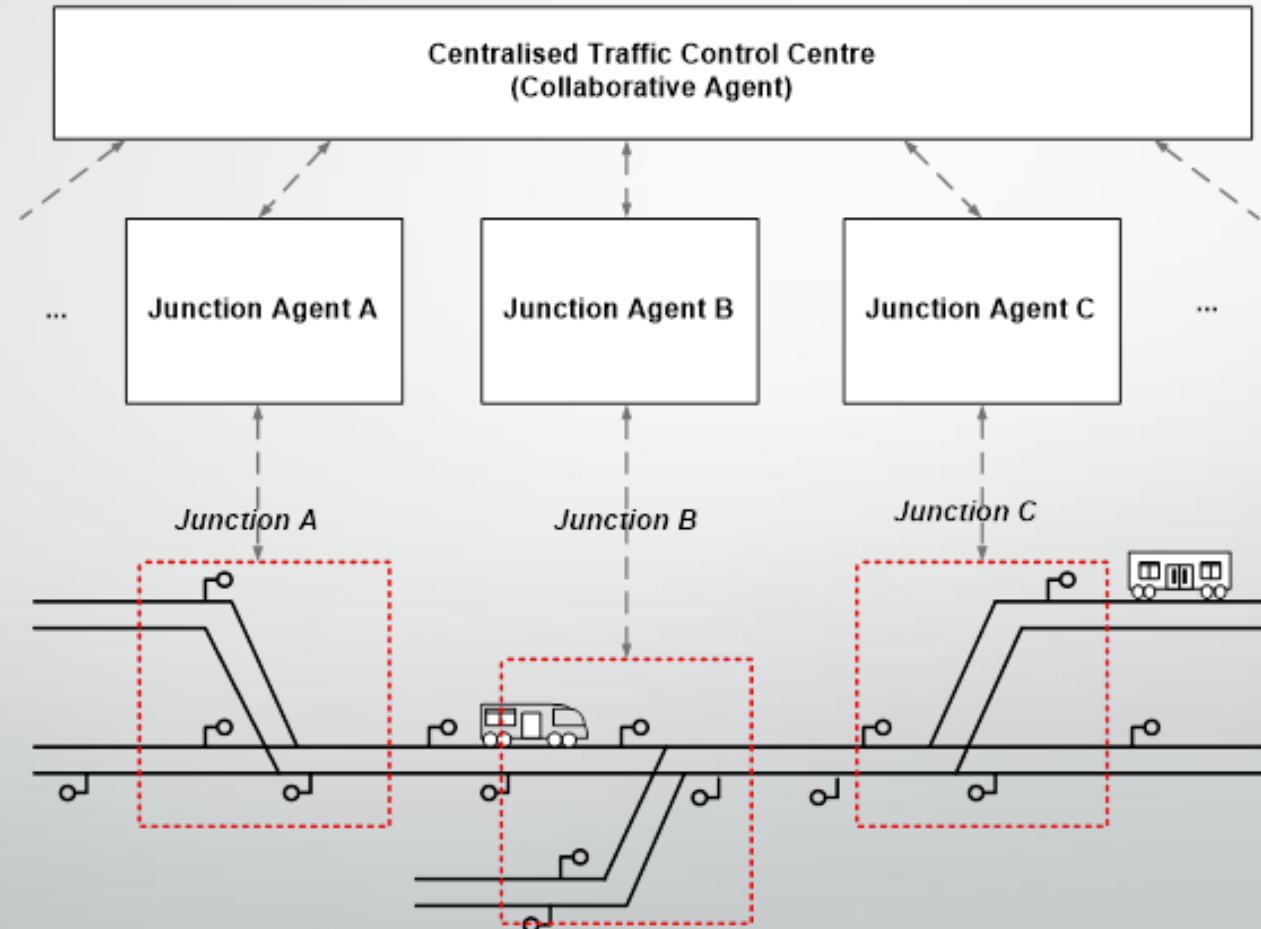 Centralised Traffic Control Centre
(Collaborative Agent)
...
Junction Agent A
Junction Agent B
Junction Agent C
...
Junction A
Junction B
Junction C